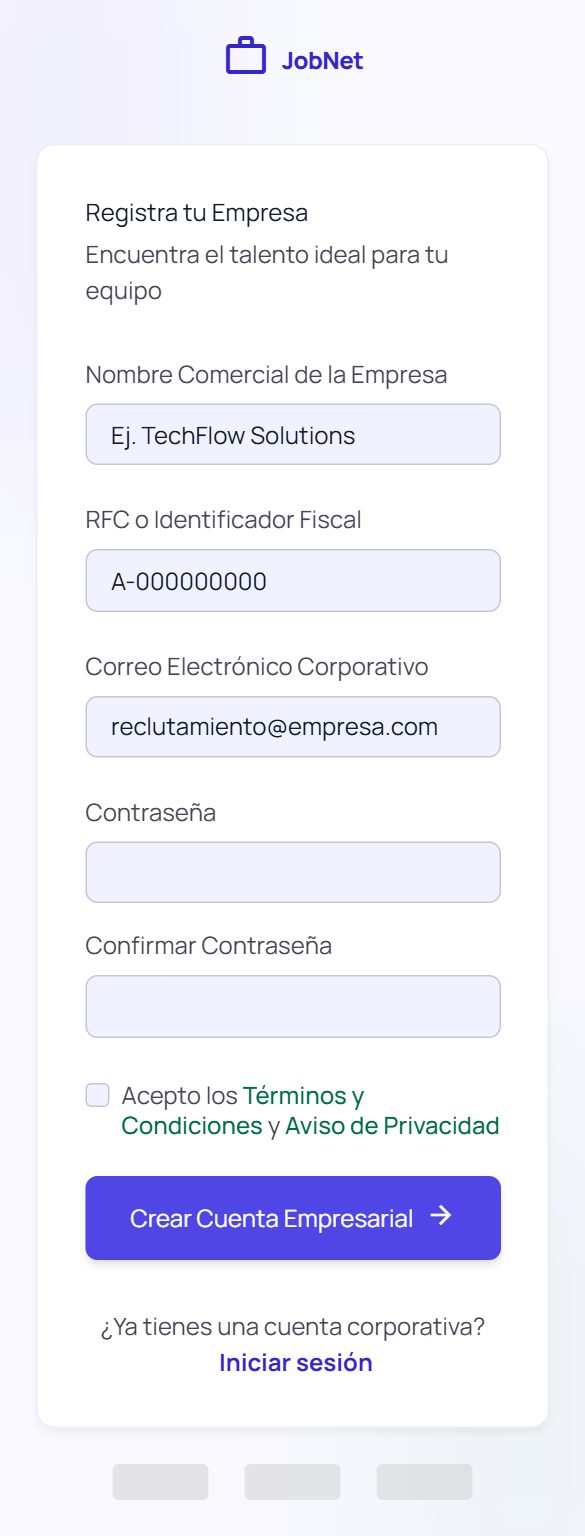 JobNet
Registra tu Empresa
Encuentra el talento ideal para tu
equipo
Nombre Comercial de la Empresa
Ej. TechFlow Solutions
RFC o Identificador Fiscal
A-000000000
Correo Electrónico Corporativo
reclutamiento@empresa.com
Contraseña
Confirmar Contraseña
Acepto los Términos y
Condiciones y Aviso de Privacidad
Crear Cuenta Empresarial →
¿Ya tienes una cuenta corporativa?
Iniciar sesión